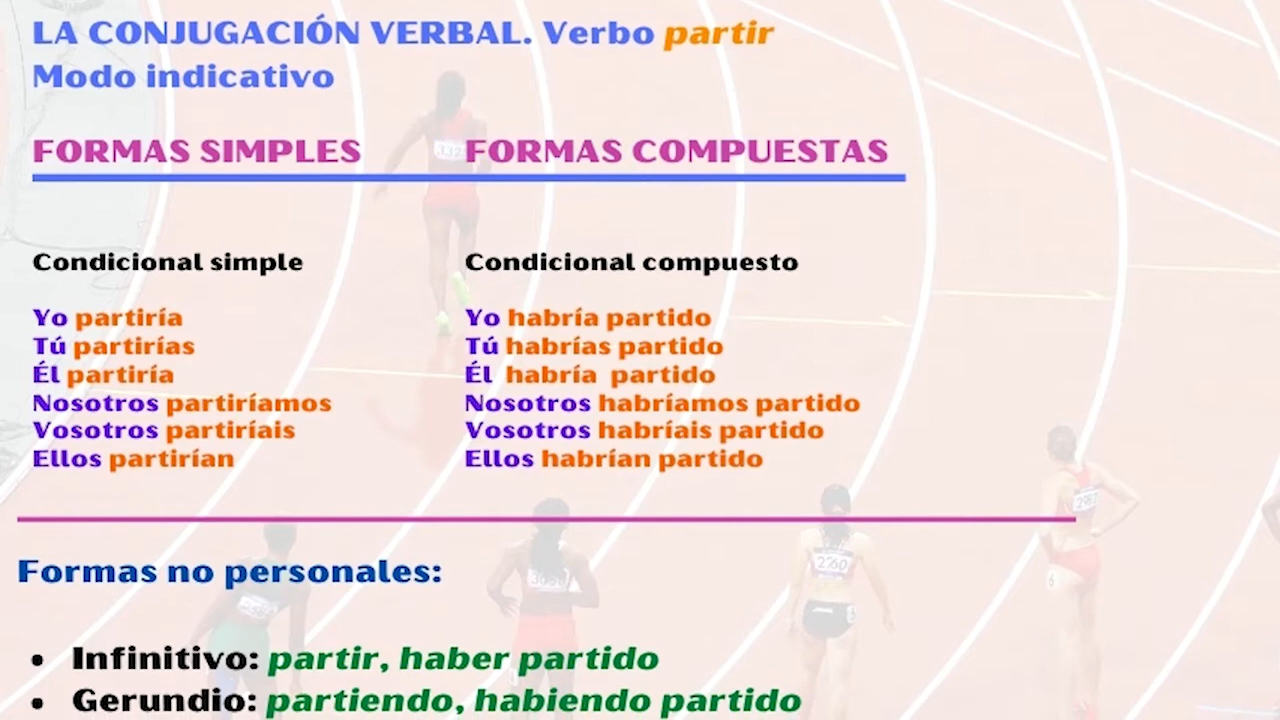 LA CONJUGACIÓN VERBAL. Verbo partir
Modo indicativo
FORMAS SIMPLES FORMAS COMPUESTAS
Condicional simple
Yo partiría
Tú partirías
Él partiría
Nosotros partiríamos
Vosotros partiríais
Ellos partirían
Condicional compuesto
Yo habría partido
Tú habrías partido
Él habría partido
Nosotros habríamos partido
Vosotros habríais partido
Ellos habrían partido
Formas no personales:
• Infinitivo: partir, haber partido
• Gerundio: partiendo, habiendo partido